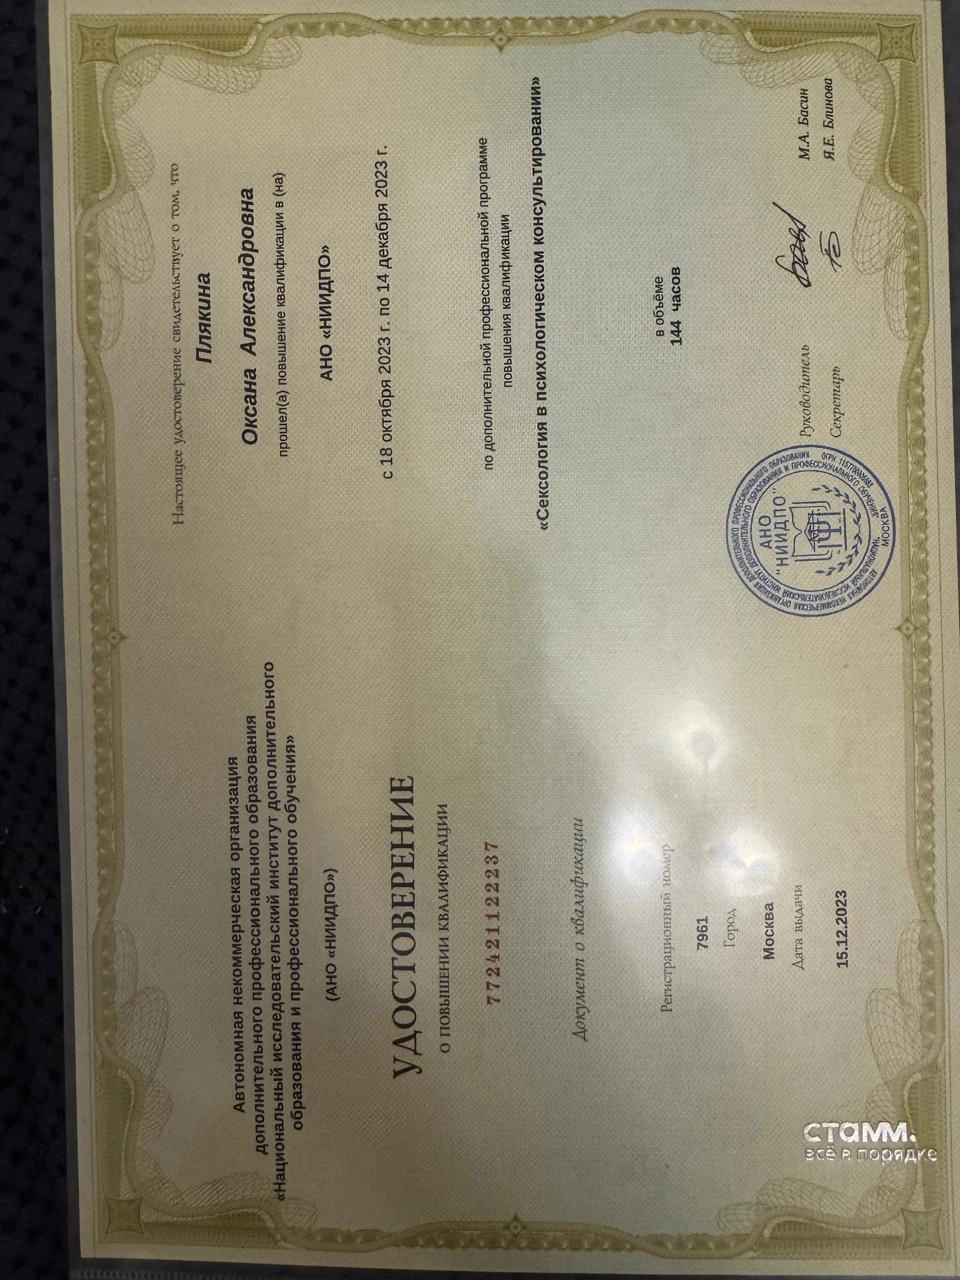 Автономная некоммерческая организация
дополнительного профессионального образования
«Национальный исследовательский институт дополнительного
образования и профессионального обучения»
(АНО «НИИДПО»)
УДОСТОВЕРЕНИЕ
О ПОВЫШЕНИИ КВАЛИФИКАЦИИ
772421122237
Документ о квалификации
Регистрационный номер
7961
Город
Москва
Дата выдачи
15.12.2023
Настоящее удостоверение свидетельствует о том, что
Плякина
Оксана Александровна
прошел(а) повышение квалификации в (на)
АНО «НИИДПО»
с 18 октября 2023 г. по 14 декабря 2023 г.
по дополнительной профессиональной программе
повышения квалификации
«Сексология в психологическом консультировании»
в объёме
144 часов
Руководитель М.А. Басин
Секретарь Я.Е. Блинова
АНО
"НИИДПО"
МОСКВА
стамм.
всё в порядке